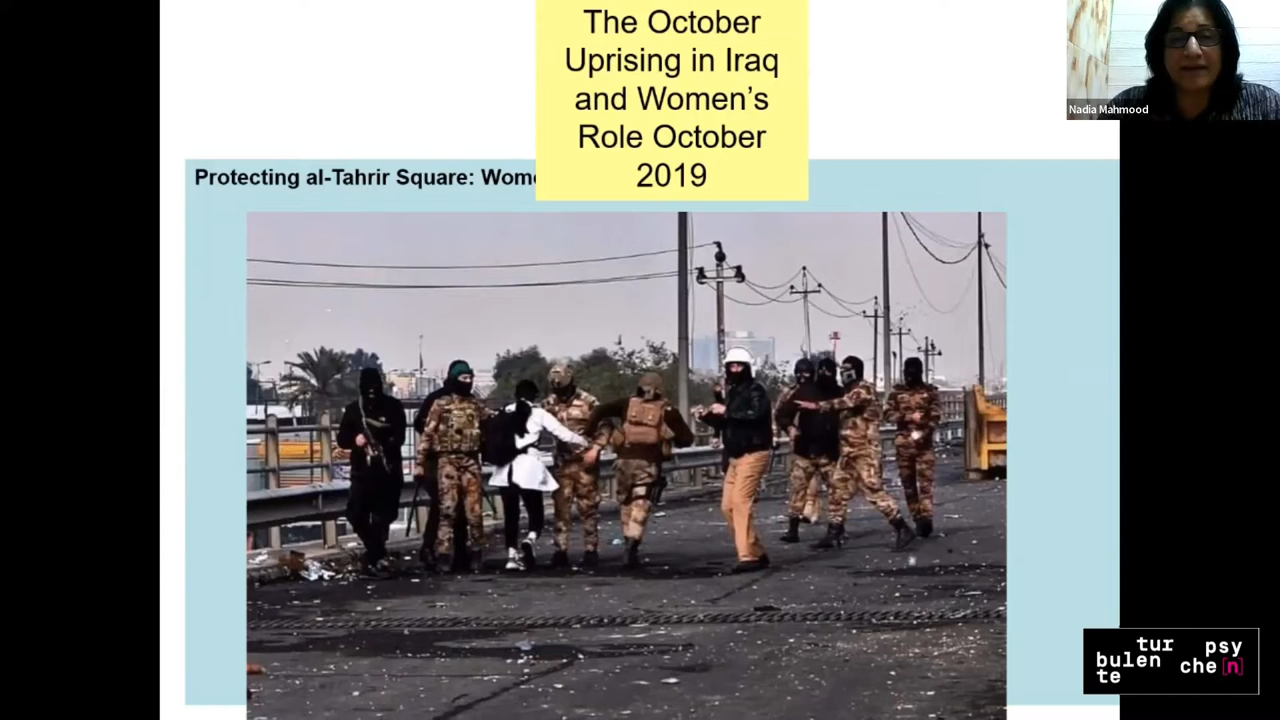 The October
Uprising in Iraq
and Women's
Role October
2019
Nadia Mahmood
Protecting al-Tahrir Square:
tur psy
bulen che[n]
te